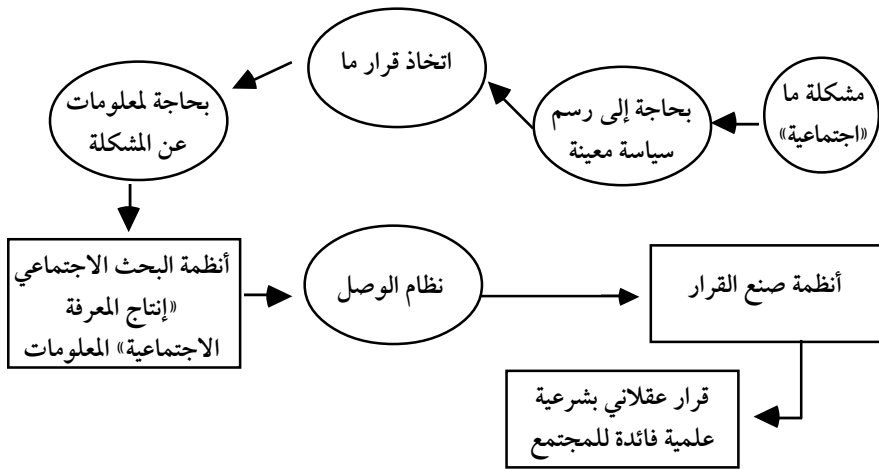 مشكلة ما
«اجتماعية»
بحاجة إلى رسم
سياسة معينة
اتخاذ قرار ما
بحاجة لمعلومات
عن المشكلة
أنظمة البحث الاجتماعي
«إنتاج المعرفة
الاجتماعية» المعلومات
نظام الوصل
أنظمة صنع القرار
قرار عقلاني بشرعية
علمية فائدة للمجتمع